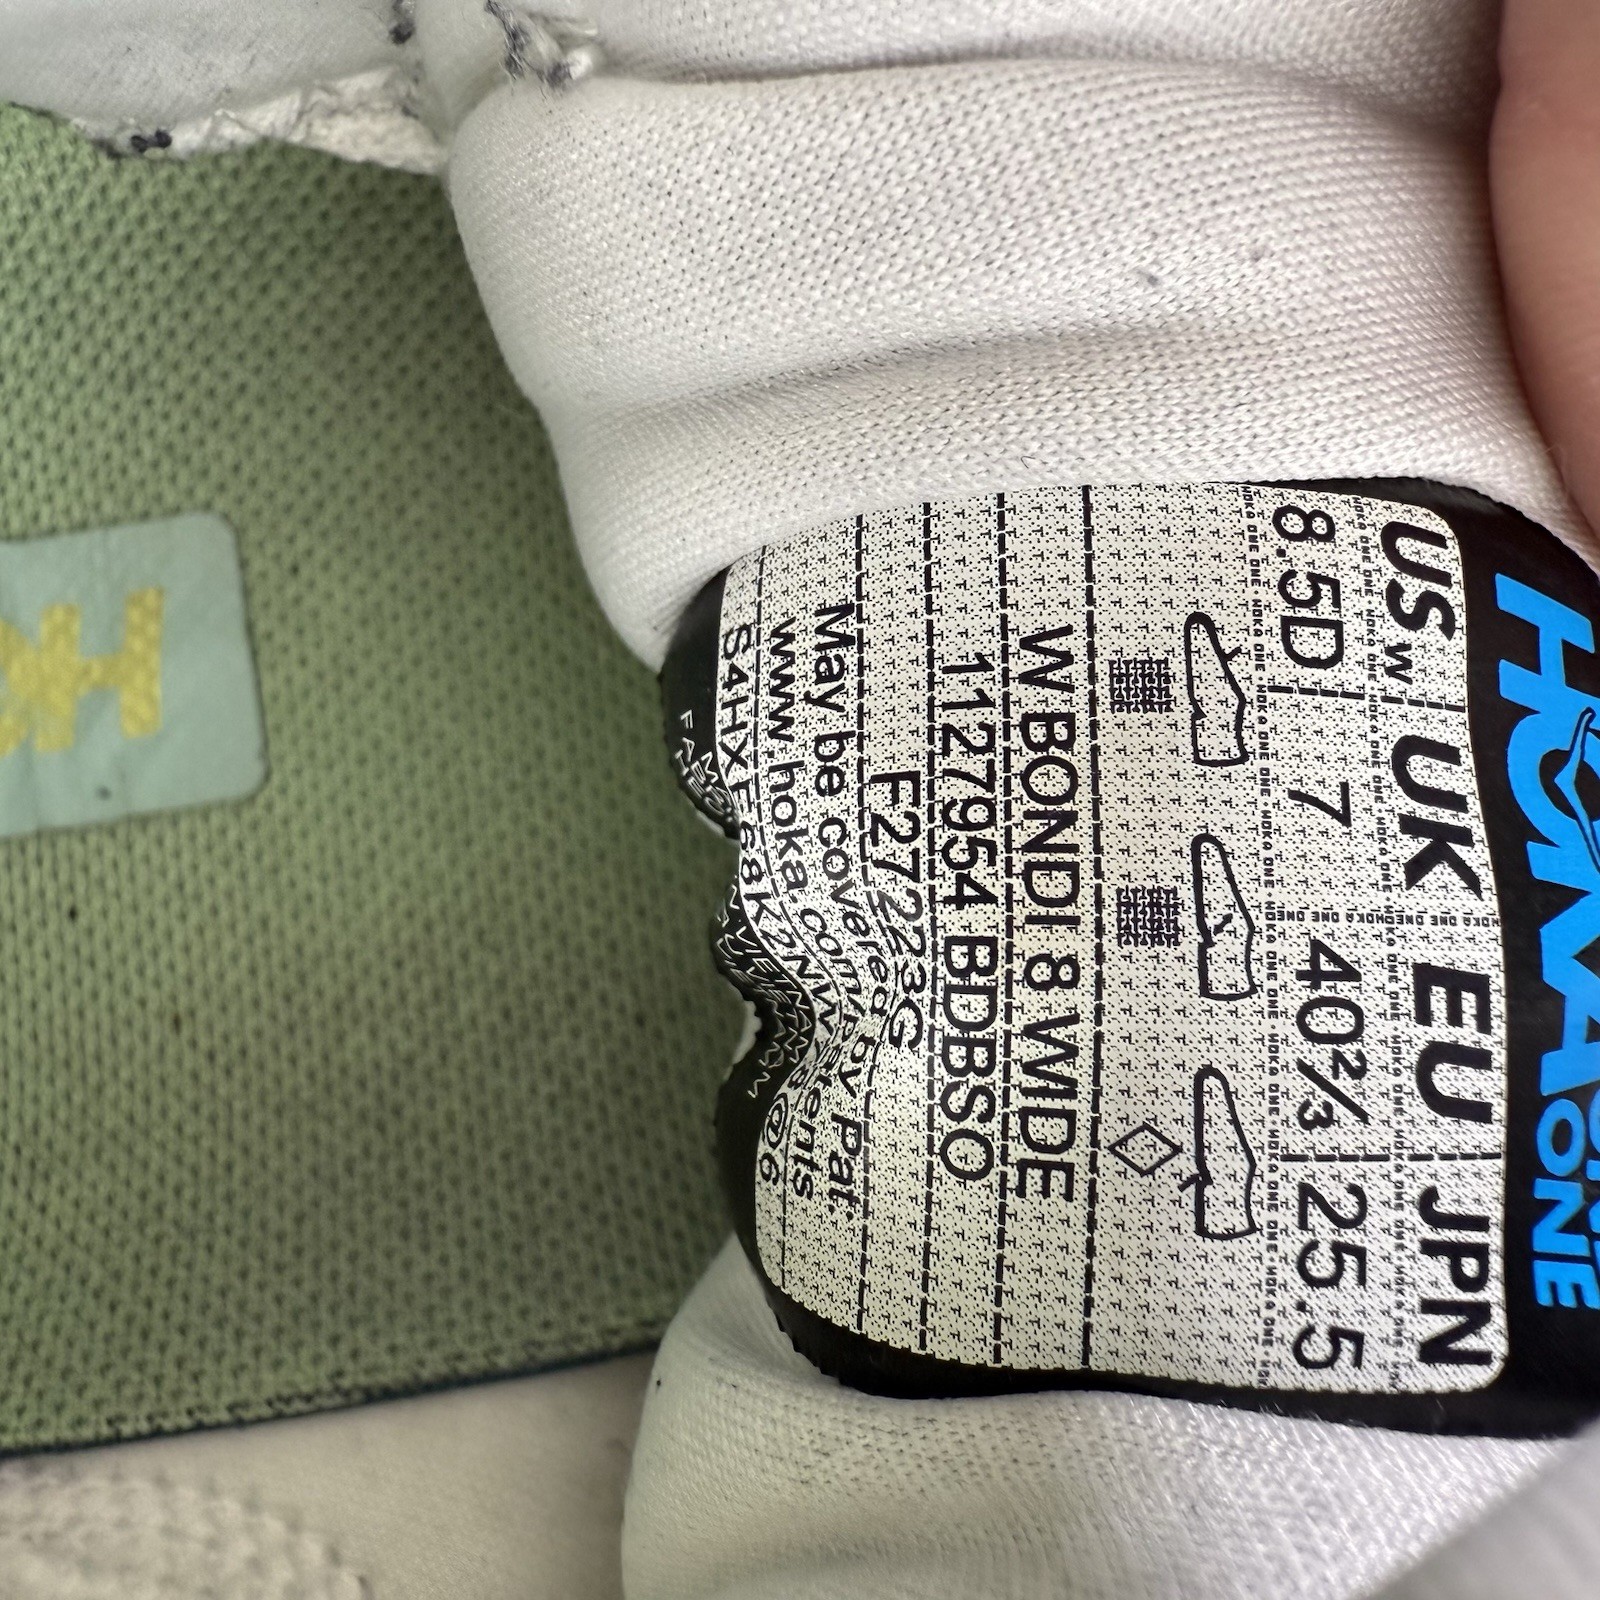 HOKA
ONE ONE
US w UK EU JPN
8.5D 7 40⅔ 25.5
W BONDI 8 WIDE
1127954 BDBSO
F27223G
May be covered by Pat.
www.hoka.com/patents
HOK